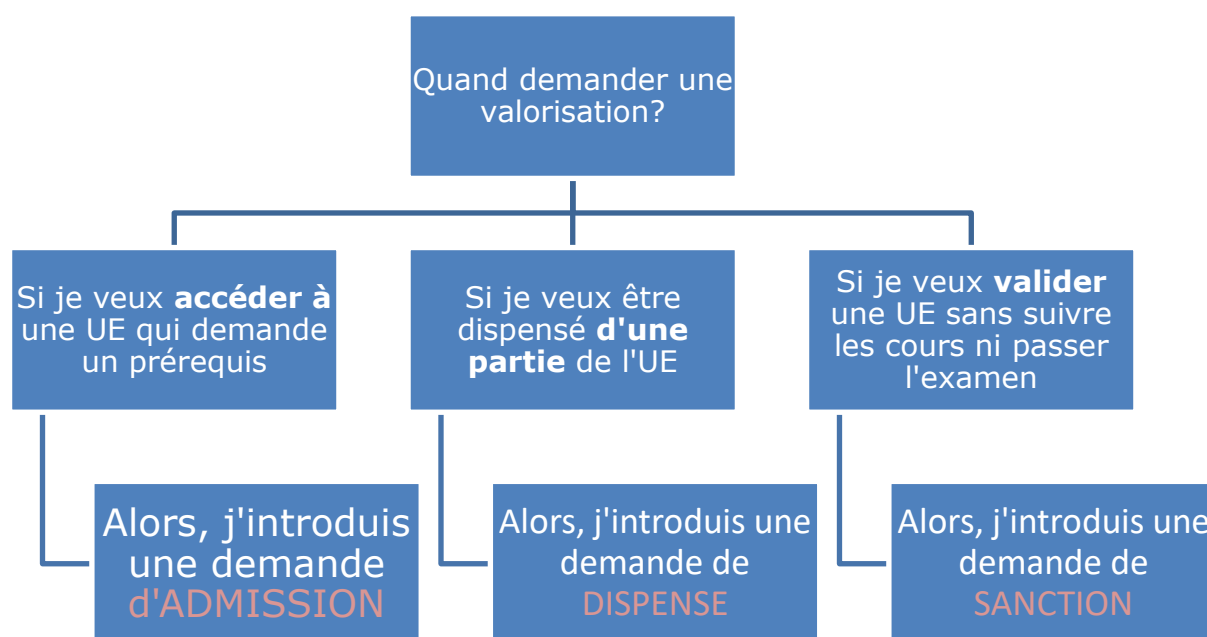 Quand demander une
valorisation?
Si je veux accéder à
une UE qui demande
un prérequis
Si je veux être
dispensé d'une
partie de l'UE
Si je veux valider
une UE sans suivre
les cours ni passer
l'examen
Alors, j'introduis
une demande
d'ADMISSION
Alors, j'introduis une
demande de
DISPENSE
Alors, j'introduis une
demande de
SANCTION